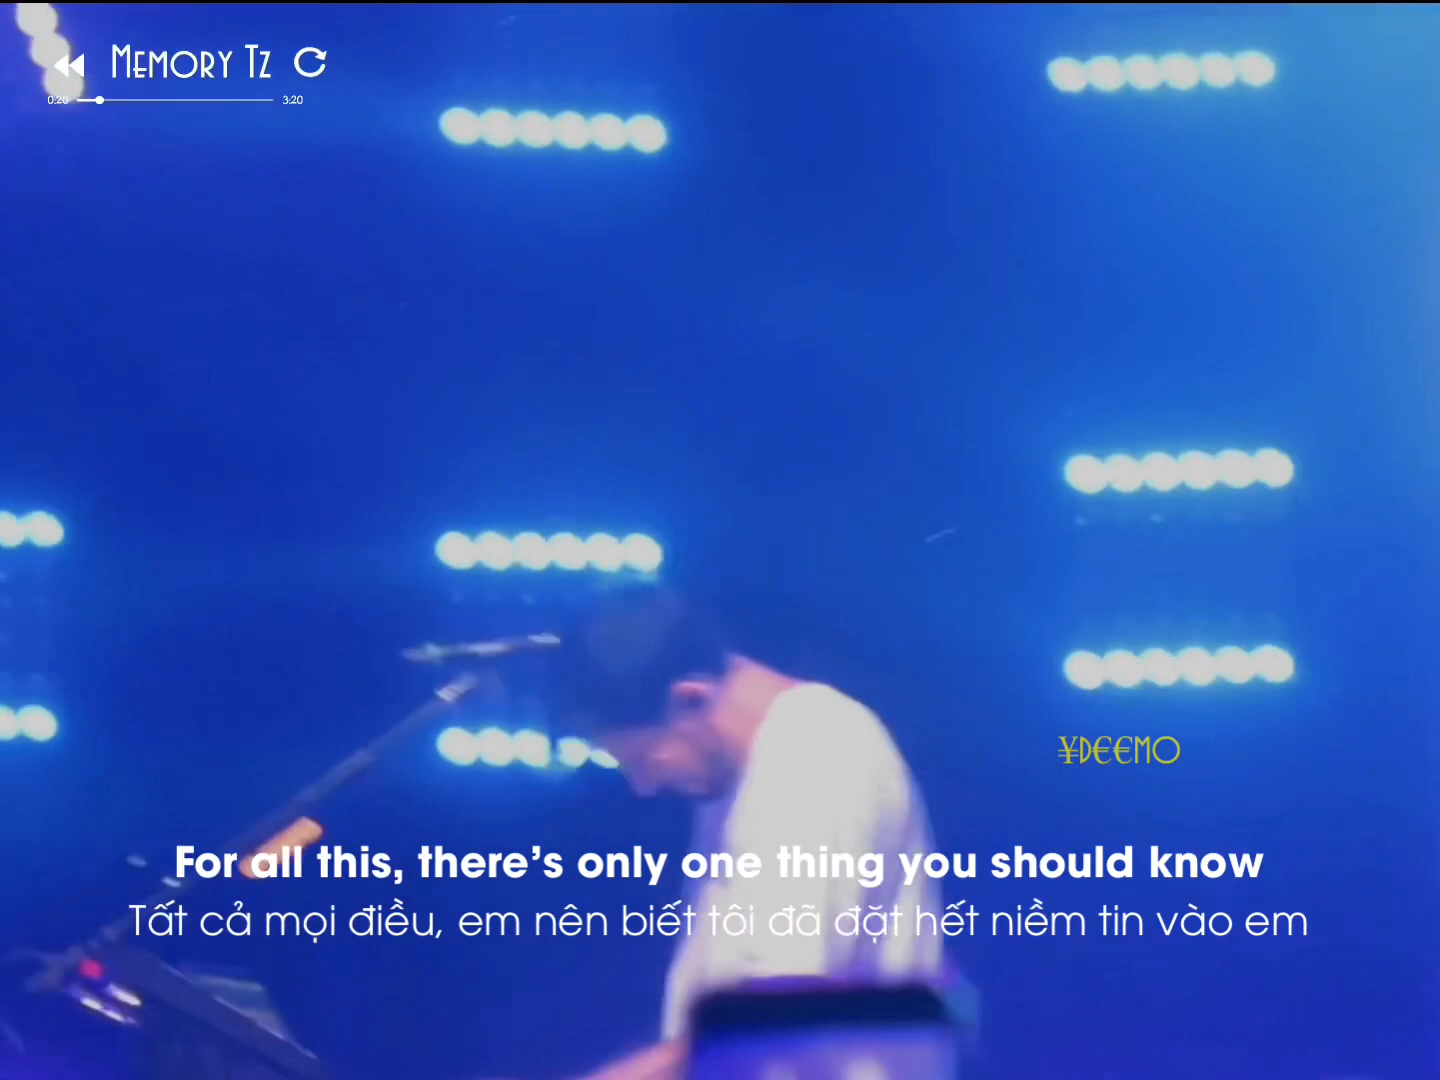 Memory Tz
0:20 3:20
¥D€€MO
For all this, there's only one thing you should know
Tất cả mọi điều, em nên biết tôi đã đặt hết niềm tin vào em